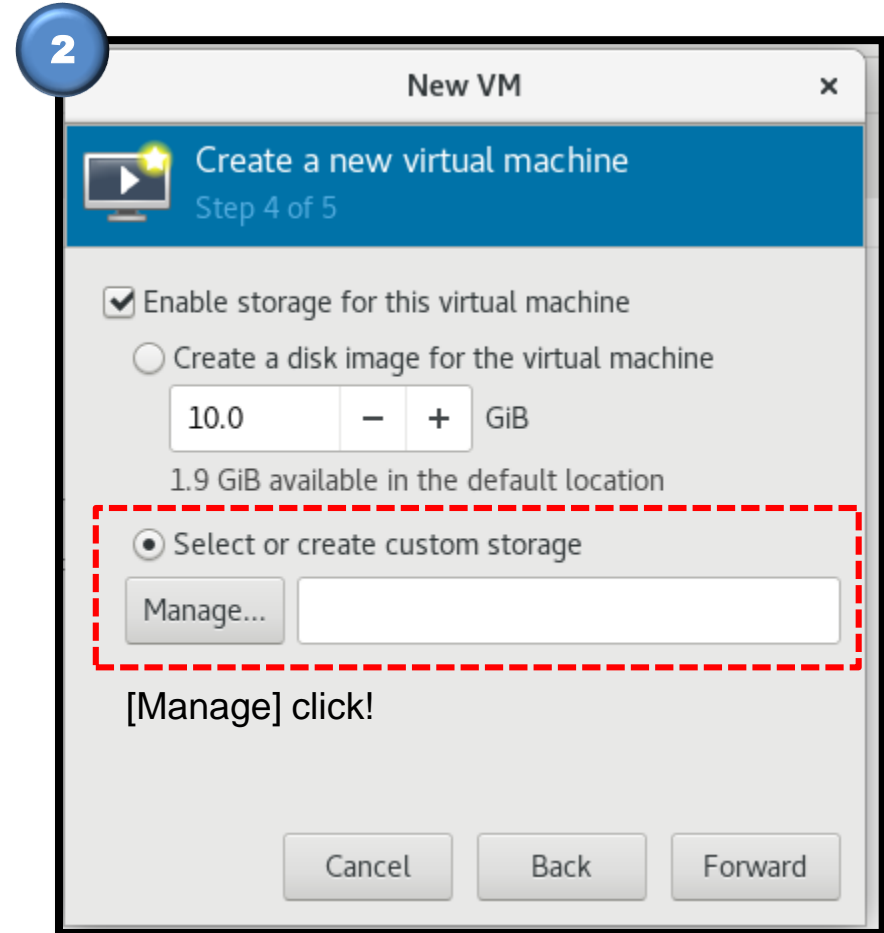 2
New VM ×
Create a new virtual machine
Step 4 of 5
Enable storage for this virtual machine
Create a disk image for the virtual machine
10.0 − + GiB
1.9 GiB available in the default location
Select or create custom storage
Manage...
[Manage] click!
Cancel Back Forward